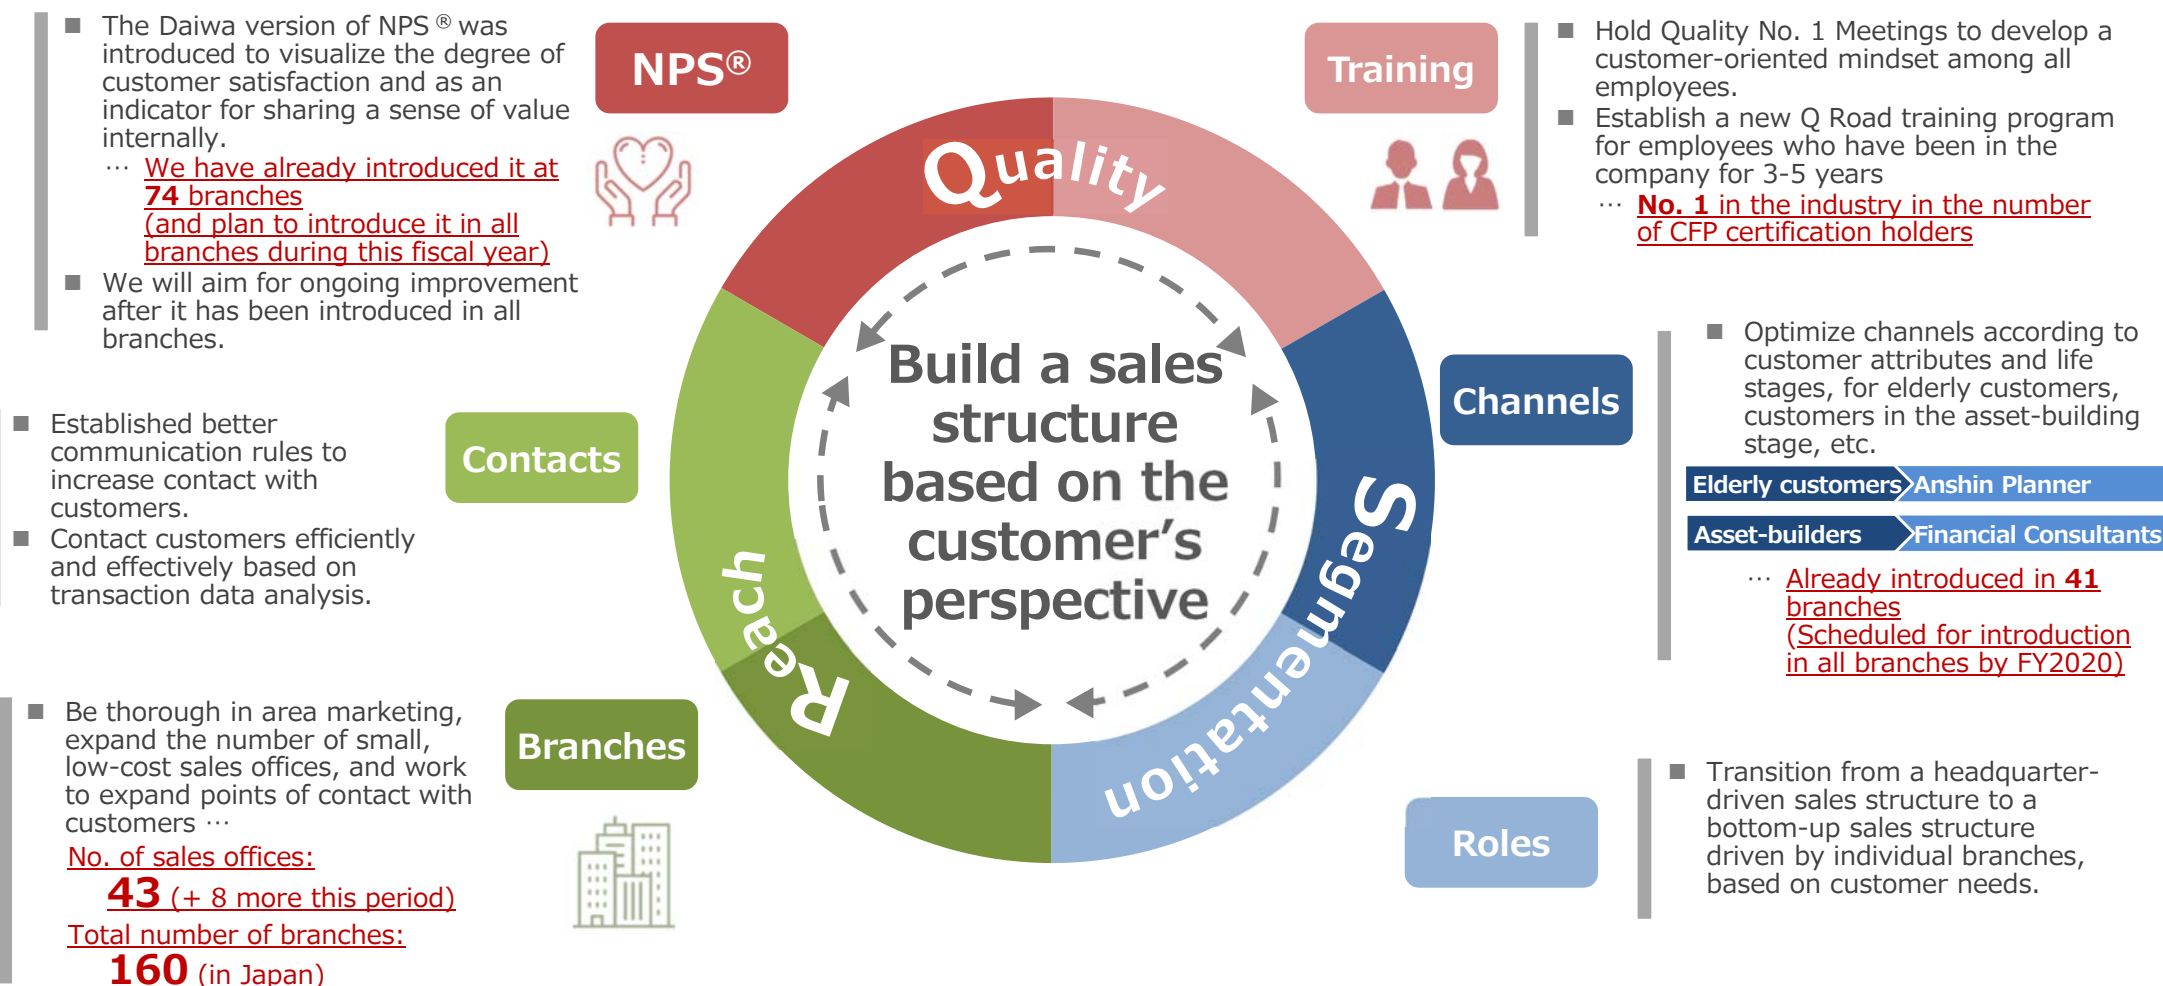 ■ The Daiwa version of NPS ® was
introduced to visualize the degree of
customer satisfaction and as an
indicator for sharing a sense of value
internally.
… We have already introduced it at
74 branches
(and plan to introduce it in all
branches during this fiscal year)
■ We will aim for ongoing improvement
after it has been introduced in all
branches.
NPS®
Training
■ Hold Quality No. 1 Meetings to develop a
customer-oriented mindset among all
employees.
■ Establish a new Q Road training program
for employees who have been in the
company for 3-5 years
… No. 1 in the industry in the number
of CFP certification holders
Quality
Build a sales
structure
based on the
customer’s
perspective
Channels
■ Optimize channels according to
customer attributes and life
stages, for elderly customers,
customers in the asset-building
stage, etc.
Elderly customers Anshin Planner
Asset-builders Financial Consultants
… Already introduced in 41
branches
(Scheduled for introduction
in all branches by FY2020)
■ Established better
communication rules to
increase contact with
customers.
■ Contact customers efficiently
and effectively based on
transaction data analysis.
Contacts
Reach
Segmentation
■ Be thorough in area marketing,
expand the number of small,
low-cost sales offices, and work
to expand points of contact with
customers …
No. of sales offices:
43 (+ 8 more this period)
Total number of branches:
160 (in Japan)
Branches
Roles
■ Transition from a headquarter-
driven sales structure to a
bottom-up sales structure
driven by individual branches,
based on customer needs.